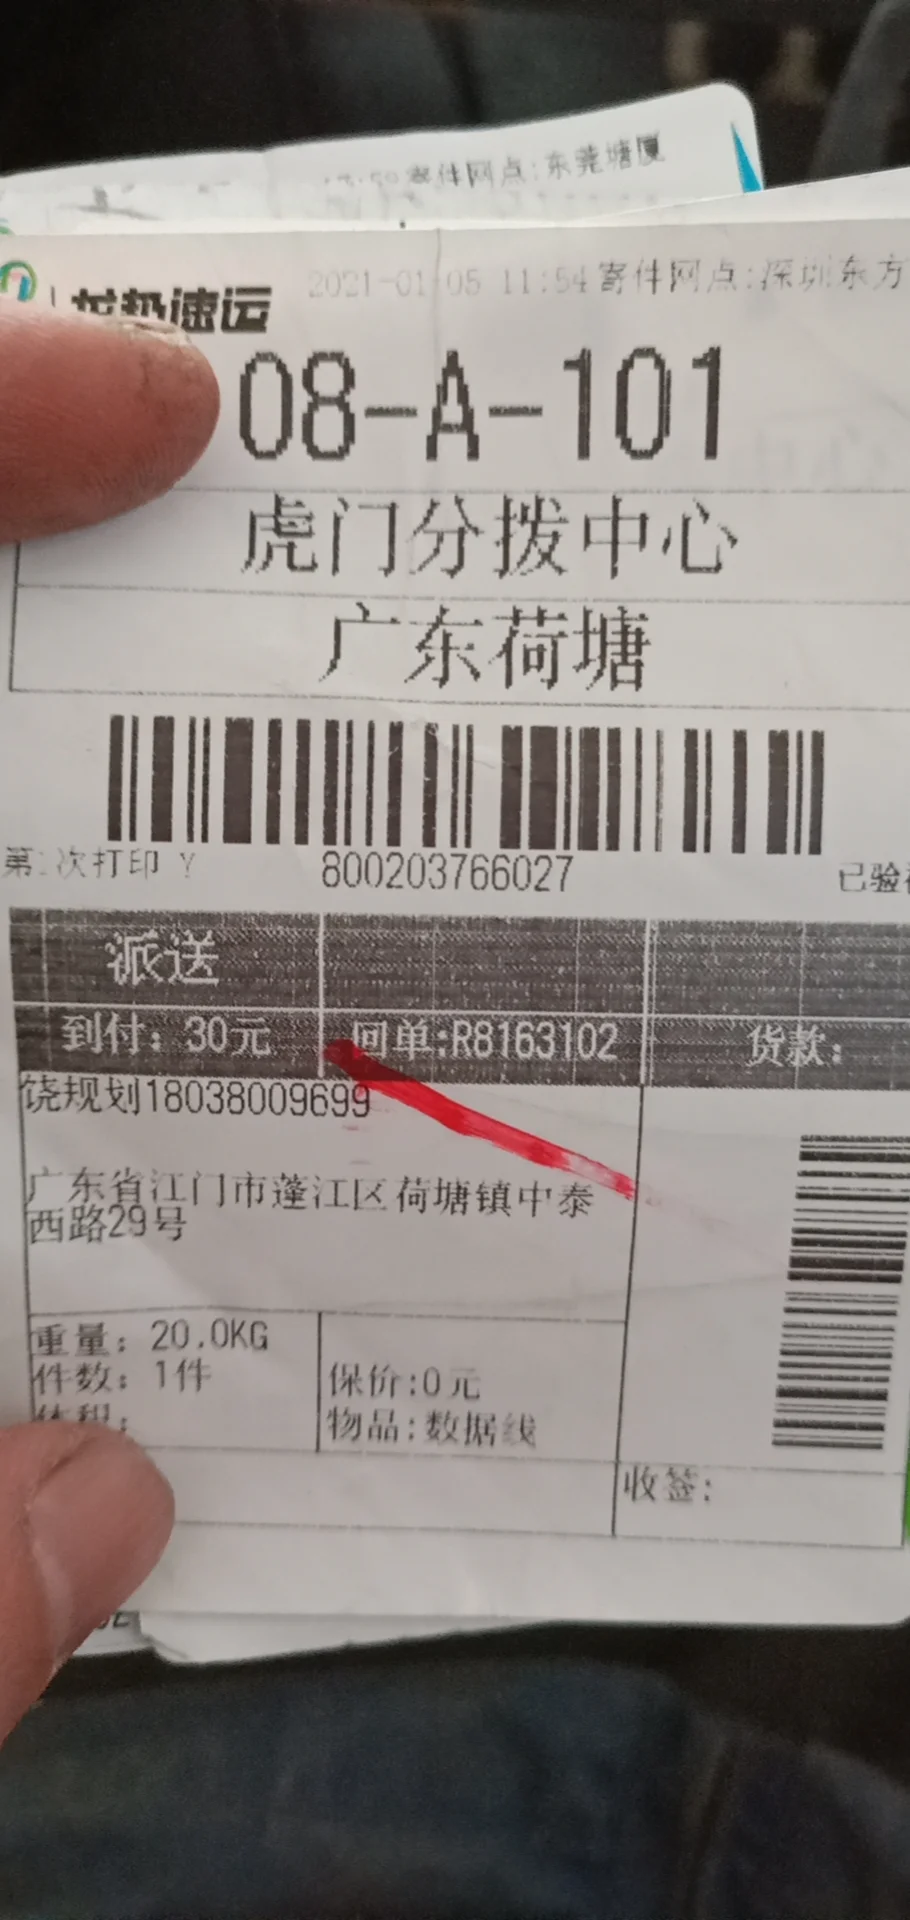 寄件网点:东莞塘厦
速运
2021-01-05 11:54 寄件网点:深圳东方
08-A-101
虎门分拨中心
广东荷塘
次打印 Y
800203766027
已验
派送
到付: 30元
回单:R8163102
货款:
饶规划18038009699
广东省江门市蓬江区荷塘镇中泰
西路29号
重量: 20.0KG
件数: 1件
体积:
保价:0元
物品:数据线
收签: